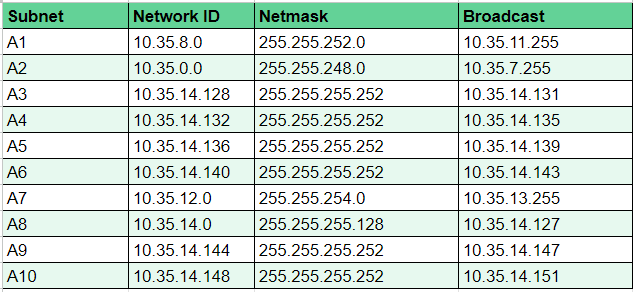 Subnet Network ID Netmask Broadcast
A1 10.35.8.0 255.255.252.0 10.35.11.255
A2 10.35.0.0 255.255.248.0 10.35.7.255
A3 10.35.14.128 255.255.255.252 10.35.14.131
A4 10.35.14.132 255.255.255.252 10.35.14.135
A5 10.35.14.136 255.255.255.252 10.35.14.139
A6 10.35.14.140 255.255.255.252 10.35.14.143
A7 10.35.12.0 255.255.254.0 10.35.13.255
A8 10.35.14.0 255.255.255.128 10.35.14.127
A9 10.35.14.144 255.255.255.252 10.35.14.147
A10 10.35.14.148 255.255.255.252 10.35.14.151